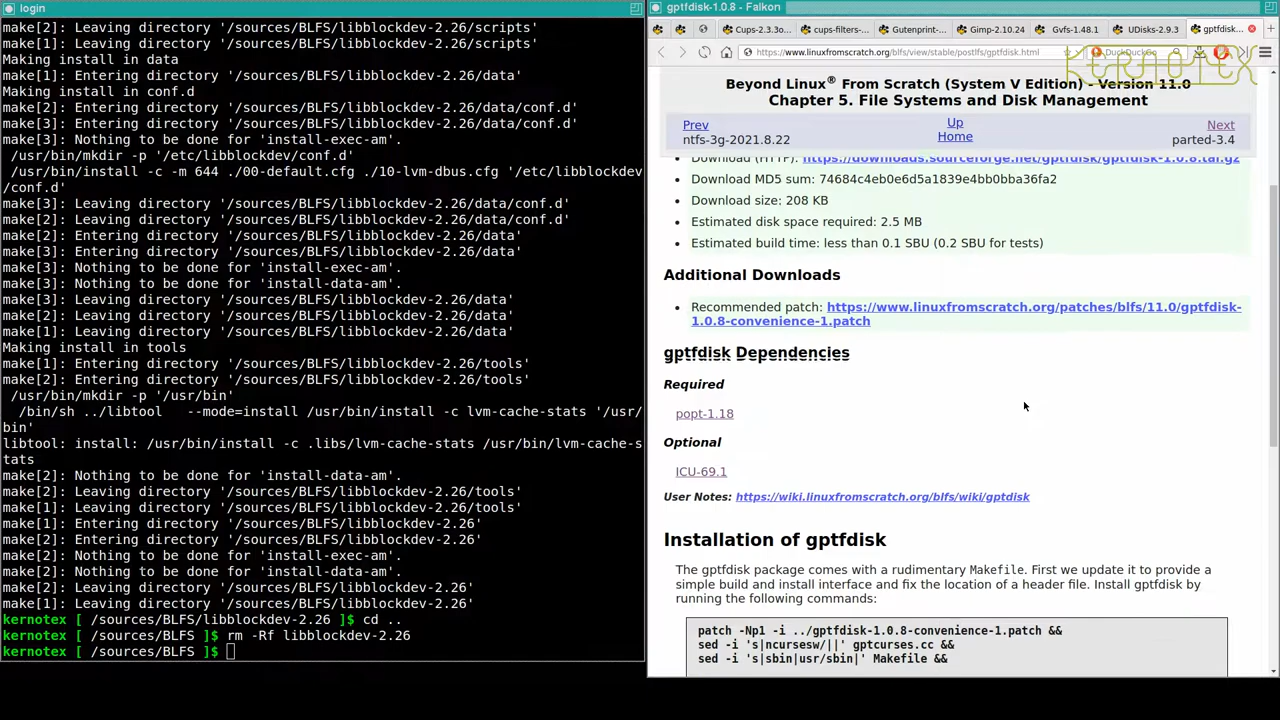 login
make[2]: Leaving directory '/sources/BLFS/libblockdev-2.26/scripts'
make[1]: Leaving directory '/sources/BLFS/libblockdev-2.26/scripts'
Making install in data
make[1]: Entering directory '/sources/BLFS/libblockdev-2.26/data'
Making install in conf.d
make[2]: Entering directory '/sources/BLFS/libblockdev-2.26/data/conf.d'
make[3]: Entering directory '/sources/BLFS/libblockdev-2.26/data/conf.d'
make[3]: Nothing to be done for 'install-exec-am'.
 /usr/bin/mkdir -p '/etc/libblockdev/conf.d'
 /usr/bin/install -c -m 644 ./00-default.cfg ./10-lvm-dbus.cfg '/etc/libblockdev
/conf.d'
make[3]: Leaving directory '/sources/BLFS/libblockdev-2.26/data/conf.d'
make[2]: Leaving directory '/sources/BLFS/libblockdev-2.26/data/conf.d'
make[2]: Entering directory '/sources/BLFS/libblockdev-2.26/data'
make[3]: Entering directory '/sources/BLFS/libblockdev-2.26/data'
make[3]: Nothing to be done for 'install-exec-am'.
make[3]: Nothing to be done for 'install-data-am'.
make[3]: Leaving directory '/sources/BLFS/libblockdev-2.26/data'
make[2]: Leaving directory '/sources/BLFS/libblockdev-2.26/data'
make[1]: Leaving directory '/sources/BLFS/libblockdev-2.26/data'
Making install in tools
make[1]: Entering directory '/sources/BLFS/libblockdev-2.26/tools'
make[2]: Entering directory '/sources/BLFS/libblockdev-2.26/tools'
 /usr/bin/mkdir -p '/usr/bin'
  /bin/sh ../libtool   --mode=install /usr/bin/install -c lvm-cache-stats '/usr/
bin'
libtool: install: /usr/bin/install -c .libs/lvm-cache-stats /usr/bin/lvm-cache-s
tats
make[2]: Nothing to be done for 'install-data-am'.
make[2]: Leaving directory '/sources/BLFS/libblockdev-2.26/tools'
make[1]: Leaving directory '/sources/BLFS/libblockdev-2.26/tools'
make[1]: Entering directory '/sources/BLFS/libblockdev-2.26'
make[2]: Entering directory '/sources/BLFS/libblockdev-2.26'
make[2]: Nothing to be done for 'install-exec-am'.
make[2]: Nothing to be done for 'install-data-am'.
make[2]: Leaving directory '/sources/BLFS/libblockdev-2.26'
make[1]: Leaving directory '/sources/BLFS/libblockdev-2.26'
kernotex [ /sources/BLFS/libblockdev-2.26 ]$ cd ..
kernotex [ /sources/BLFS ]$ rm -Rf libblockdev-2.26
kernotex [ /sources/BLFS ]$
gptfdisk-1.0.8 - Falkon
Cups-2.3.3o... cups-filters-... Gutenprint-... Gimp-2.10.24 Gvfs-1.48.1 UDisks-2.9.3 gptfdisk...
https://www.linuxfromscratch.org/blfs/view/stable/postlfs/gptfdisk.html DuckDuckGo
KERNOTEX
Beyond Linux® From Scratch (System V Edition) - Version 11.0
Chapter 5. File Systems and Disk Management
Prev Up Next
ntfs-3g-2021.8.22 Home parted-3.4
Download (HTTP): https://downloads.sourceforge.net/gptfdisk/gptfdisk-1.0.8.tar.gz
Download MD5 sum: 74684c4eb0e6d5a1839e4bb0bba36fa2
Download size: 208 KB
Estimated disk space required: 2.5 MB
Estimated build time: less than 0.1 SBU (0.2 SBU for tests)
Additional Downloads
Recommended patch: https://www.linuxfromscratch.org/patches/blfs/11.0/gptfdisk-
1.0.8-convenience-1.patch
gptfdisk Dependencies
Required
popt-1.18
Optional
ICU-69.1
User Notes: https://wiki.linuxfromscratch.org/blfs/wiki/gptdisk
Installation of gptfdisk
The gptfdisk package comes with a rudimentary Makefile. First we update it to provide a
simple build and install interface and fix the location of a header file. Install gptfdisk by
running the following commands:
patch -Np1 -i ../gptfdisk-1.0.8-convenience-1.patch &&
sed -i 's|ncursesw/||' gptcurses.cc &&
sed -i 's|sbin|usr/sbin|' Makefile &&